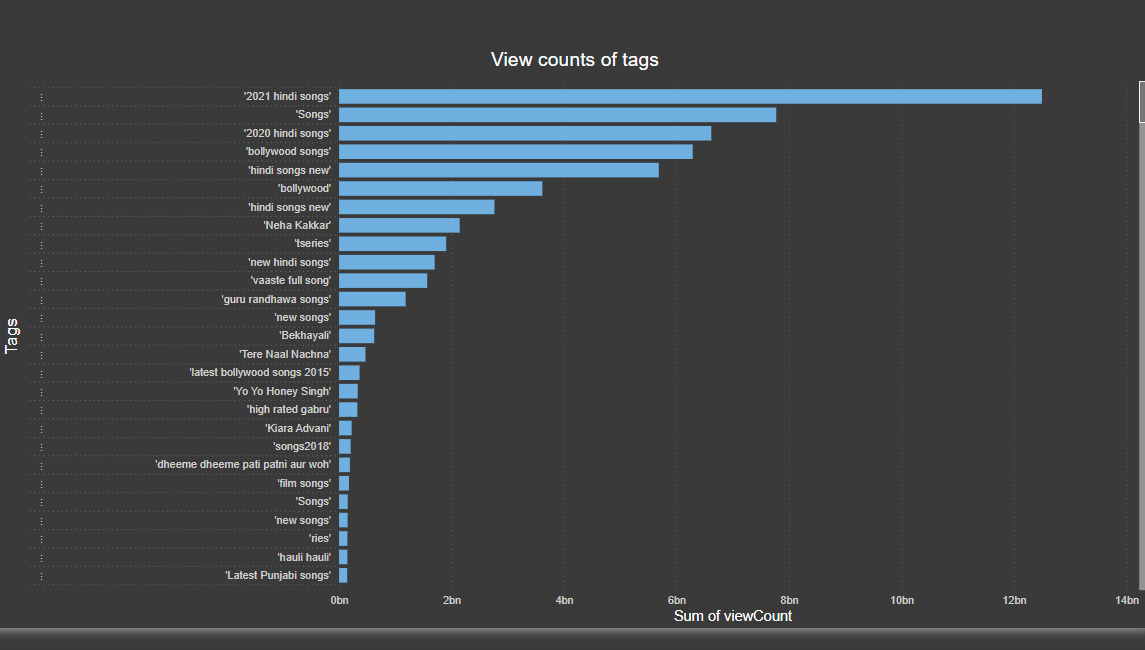 View counts of tags
'2021 hindi songs'
'Songs'
'2020 hindi songs'
'bollywood songs'
'hindi songs new'
'bollywood'
'hindi songs new'
'Neha Kakkar'
'tseries'
'new hindi songs'
'vaaste full song'
'guru randhawa songs'
'new songs'
'Bekhayali'
'Tere Naal Nachna'
'latest bollywood songs 2015'
'Yo Yo Honey Singh'
'high rated gabru'
'Kiara Advani'
'songs2018'
'dheeme dheeme pati patni aur woh'
'film songs'
'Songs'
'new songs'
'ries'
'hauli hauli'
'Latest Punjabi songs'
Tags
0bn 2bn 4bn 6bn 8bn 10bn 12bn 14bn
Sum of viewCount